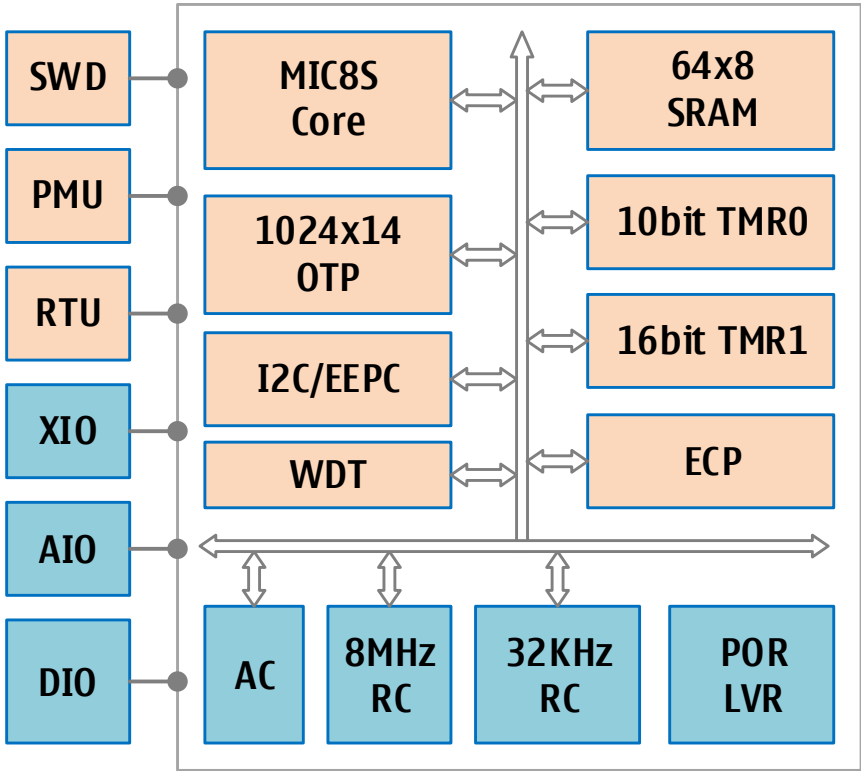 SWD
PMU
RTU
XIO
AIO
DIO
MIC8S
Core
1024x14
OTP
I2C/EEPC
WDT
64x8
SRAM
10bit TMR0
16bit TMR1
ECP
AC
8MHz
RC
32KHz
RC
POR
LVR